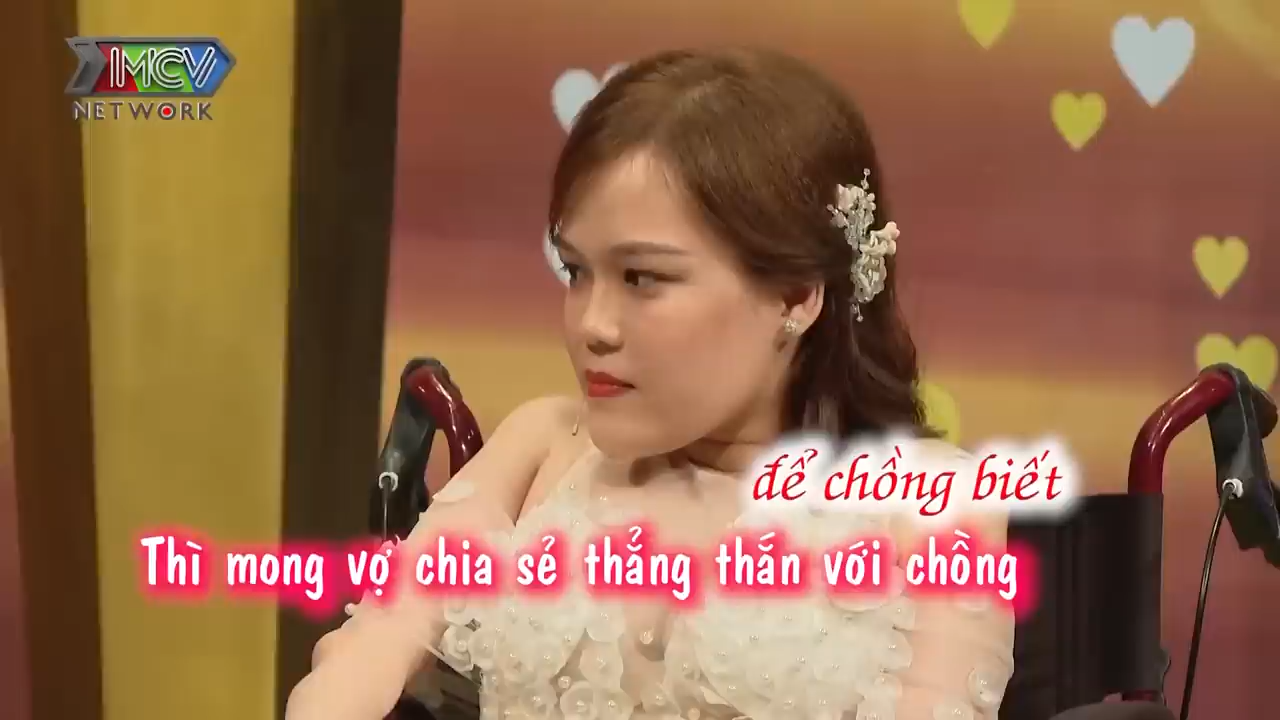 MCV
NETWORK
để chồng biết
Thì mong vợ chia sẻ thẳng thắn với chồng